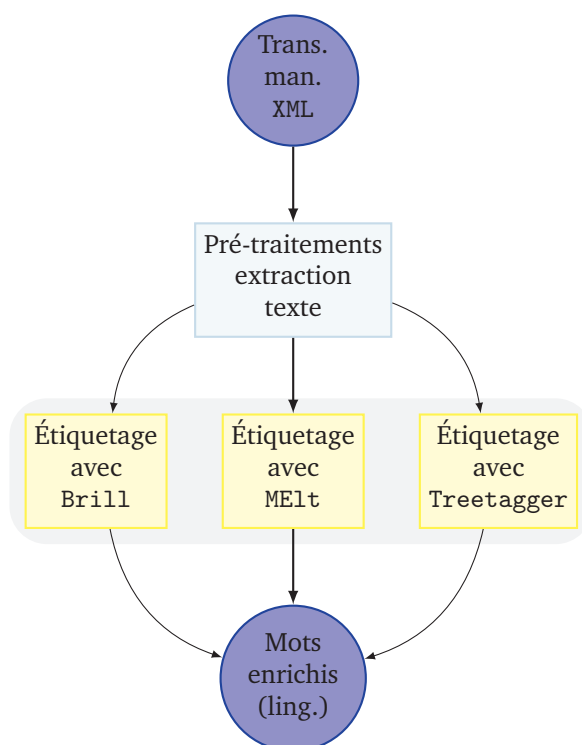 Trans.
man.
XML
Pré-traitements
extraction
texte
Étiquetage
avec
Brill
Étiquetage
avec
MElt
Étiquetage
avec
Treetagger
Mots
enrichis
(ling.)